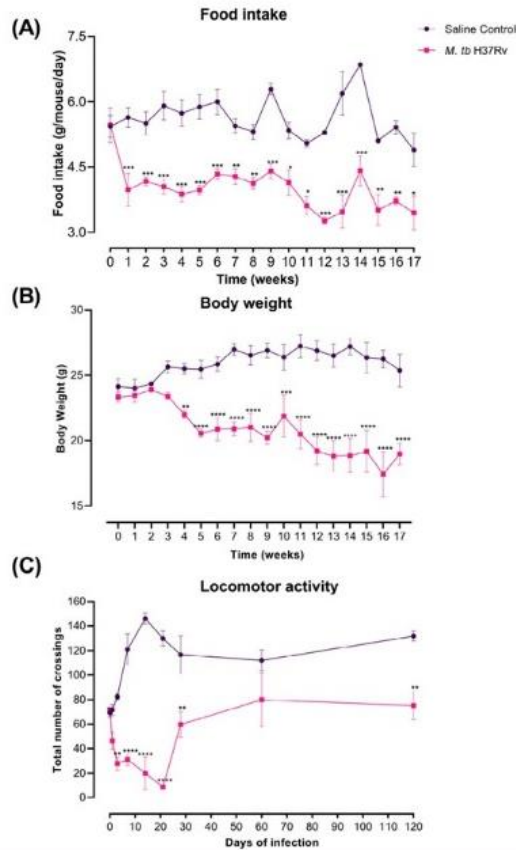 (A)
Food intake
Saline Control
M. tb H37Rv
Food intake (g/mouse/day)
7.5
6.0
4.5
3.0
*** *** *** *** *** *** ** ** *** * * *** *** *** ** ** *
0 1 2 3 4 5 6 7 8 9 10 11 12 13 14 15 16 17
Time (weeks)
(B)
Body weight
Body Weight (g)
30
25
20
15
** **** **** **** **** **** *** **** **** **** **** **** **** ****
0 1 2 3 4 5 6 7 8 9 10 11 12 13 14 15 16 17
Time (weeks)
(C)
Locomotor activity
Total number of crossings
160
140
120
100
80
60
40
20
0
** **** **** **** ** **
0 10 20 30 40 50 60 70 80 90 100 110 120
Days of infection